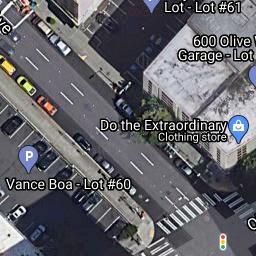 Lot - Lot #61
600 Olive W
Garage - Lot
Do the Extraordinary
Clothing store
Vance Boa - Lot #60